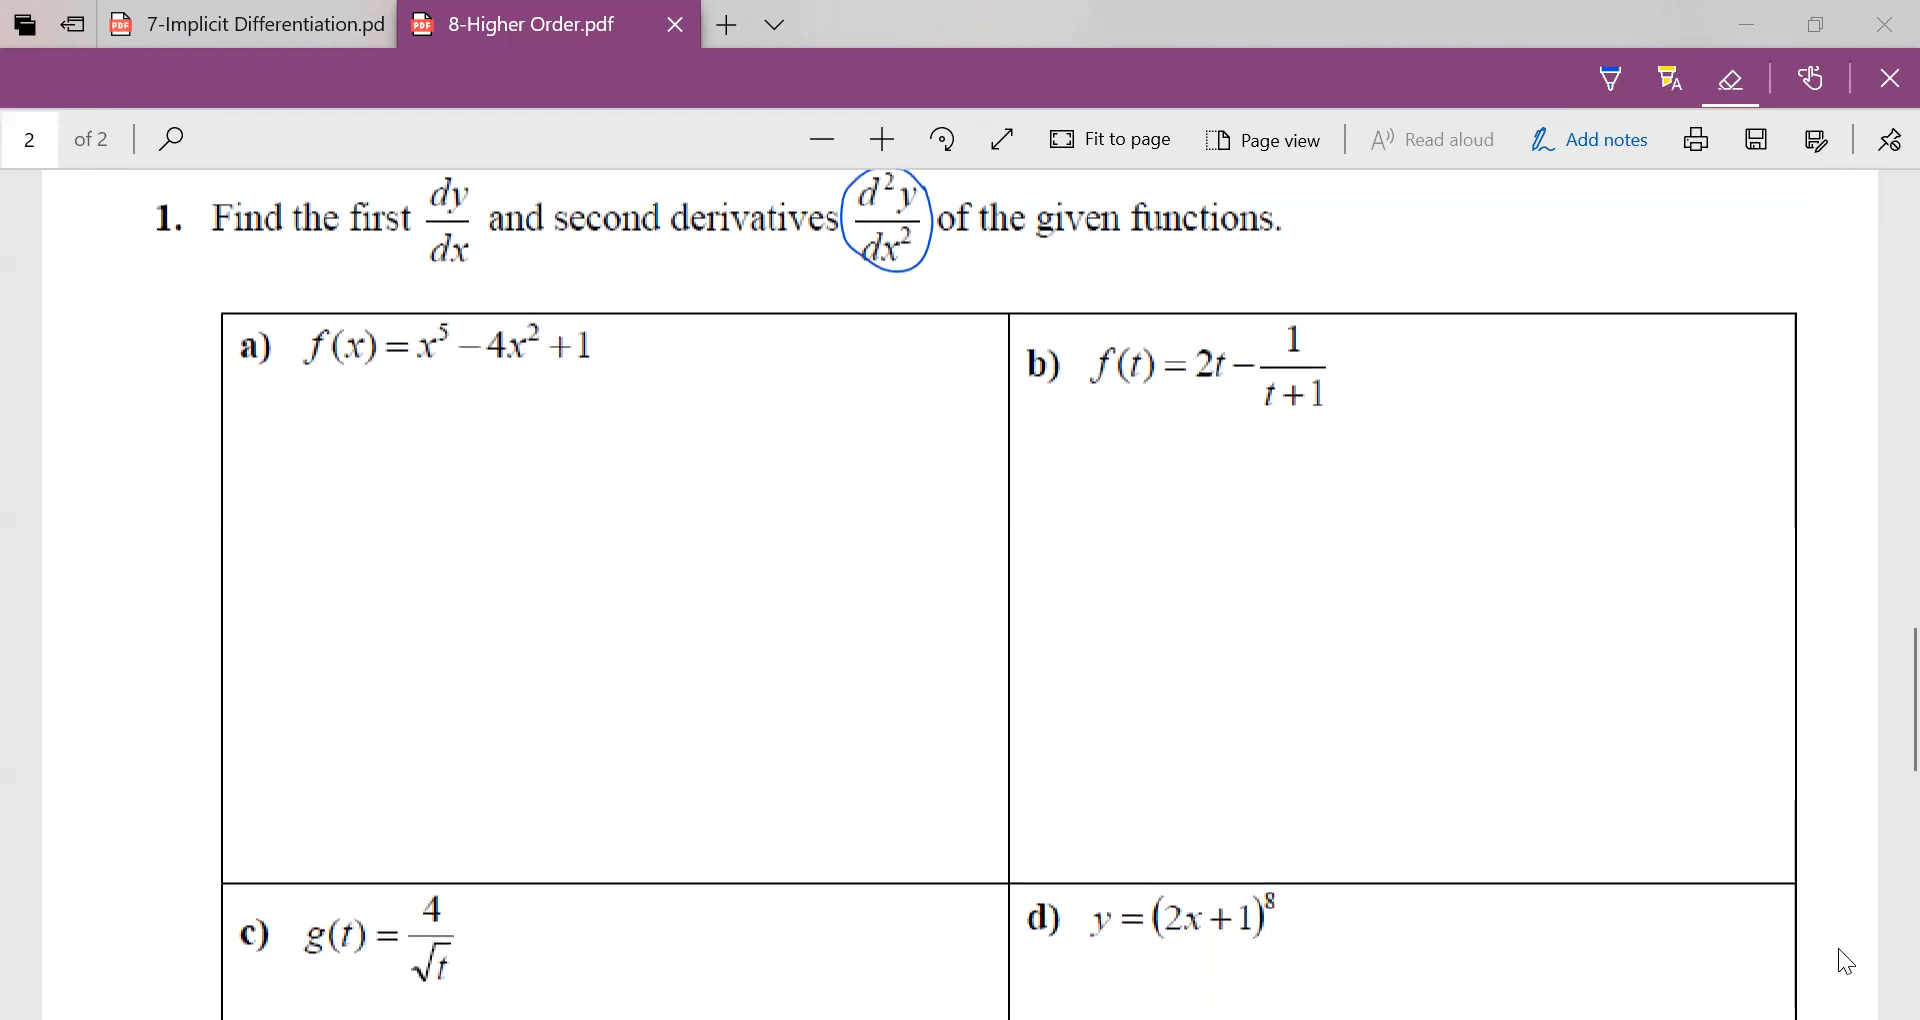 7-Implicit Differentiation.pd
8-Higher Order.pdf
2 of 2
Fit to page
Page view
Read aloud
Add notes
1. Find the first dy/dx and second derivatives d²y/dx² of the given functions.
a) f(x) = x⁵ – 4x² + 1
b) f(t) = 2t – 1/(t + 1)
c) g(t) = 4/√t
d) y = (2x + 1)⁸